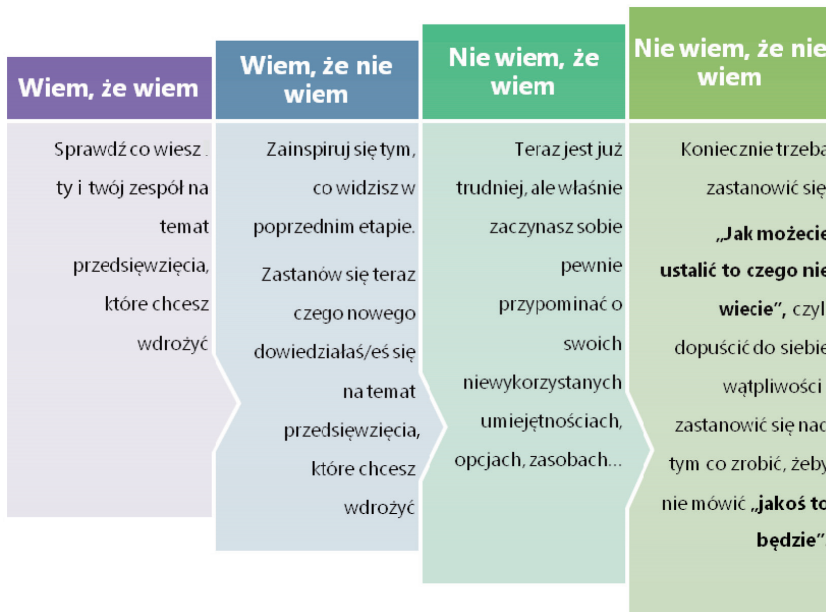 Wiem, że wiem
Sprawdź co wiesz .
ty i twój zespół na
temat
przedsięwzięcia,
które chcesz
wdrożyć
Wiem, że nie
wiem
Zainspiruj się tym,
co widzisz w
poprzednim etapie.
Zastanów się teraz
czego nowego
dowiedziałaś/eś się
na temat
przedsięwzięcia,
które chcesz
wdrożyć
Nie wiem, że
wiem
Teraz jest już
trudniej, ale właśnie
zaczynasz sobie
pewnie
przypominać o
swoich
niewykorzystanych
umiejętnościach,
opcjach, zasobach...
Nie wiem, że nie
wiem
Koniecznie trzeba
zastanowić się
„Jak możecie
ustalić to czego nie
wiecie”, czyl
dopuścić do siebie
wątpliwości
zastanowić się nad
tym co zrobić, żeby
nie mówić „jakoś to
będzie”